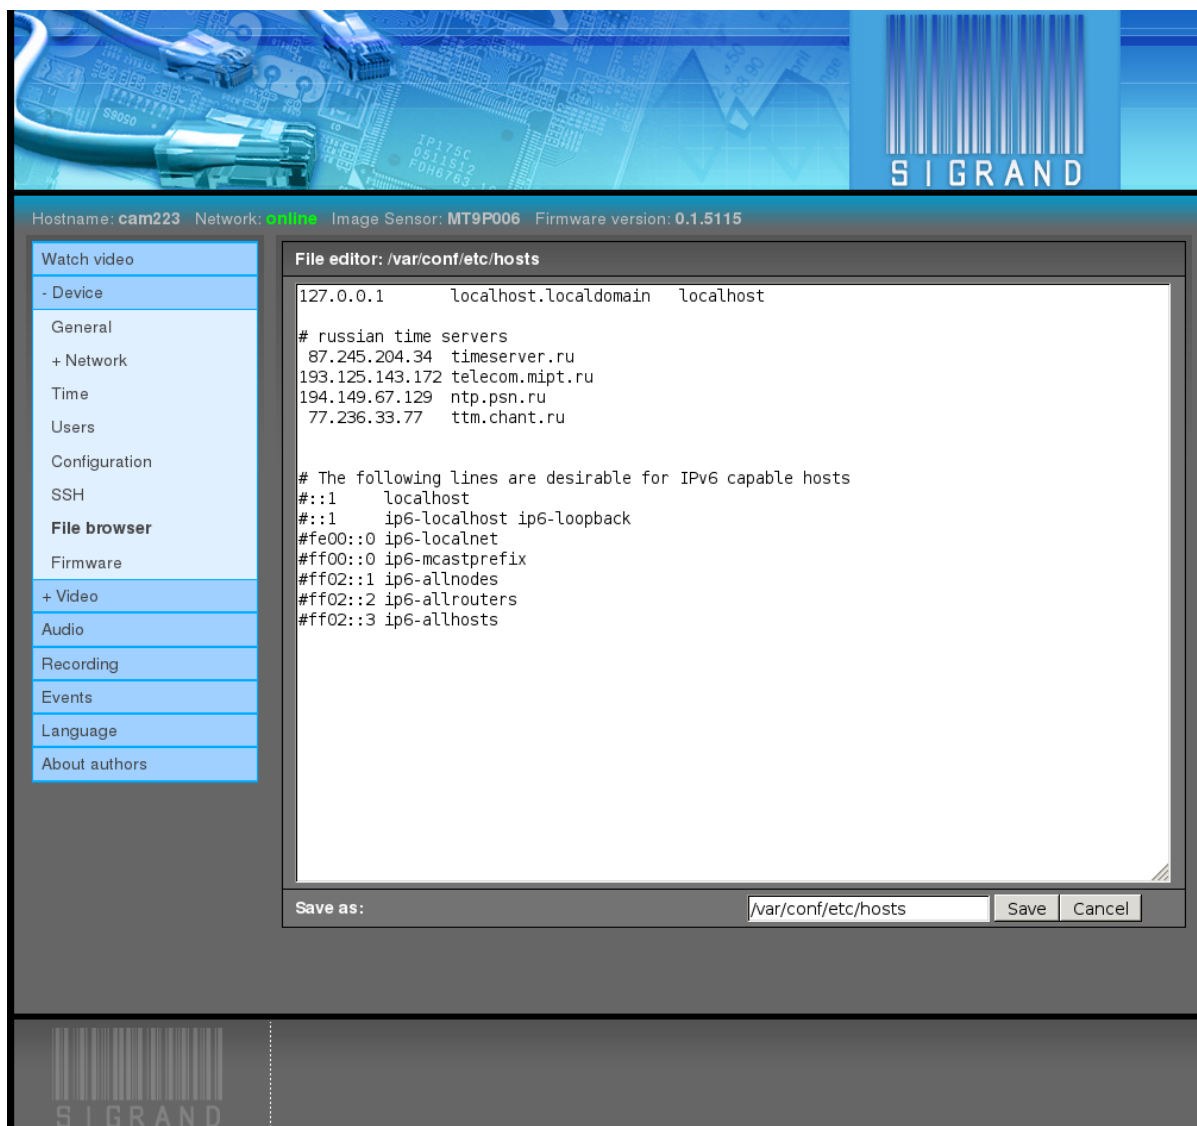 S9050
IP175C
0511S12
SIGRAND
Hostname: cam223 Network: online Image Sensor: MT9P006 Firmware version: 0.1.5115
Watch video
- Device
General
+ Network
Time
Users
Configuration
SSH
File browser
Firmware
+ Video
Audio
Recording
Events
Language
About authors
File editor: /var/conf/etc/hosts
127.0.0.1 localhost.localdomain localhost
# russian time servers
87.245.204.34 timeserver.ru
193.125.143.172 telecom.mipt.ru
194.149.67.129 ntp.psn.ru
77.236.33.77 ttm.chant.ru
# The following lines are desirable for IPv6 capable hosts
#::1 localhost
#::1 ip6-localhost ip6-loopback
#fe00::0 ip6-localnet
#ff00::0 ip6-mcastprefix
#ff02::1 ip6-allnodes
#ff02::2 ip6-allrouters
#ff02::3 ip6-allhosts
Save as:
/var/conf/etc/hosts
Save
Cancel
SIGRAND